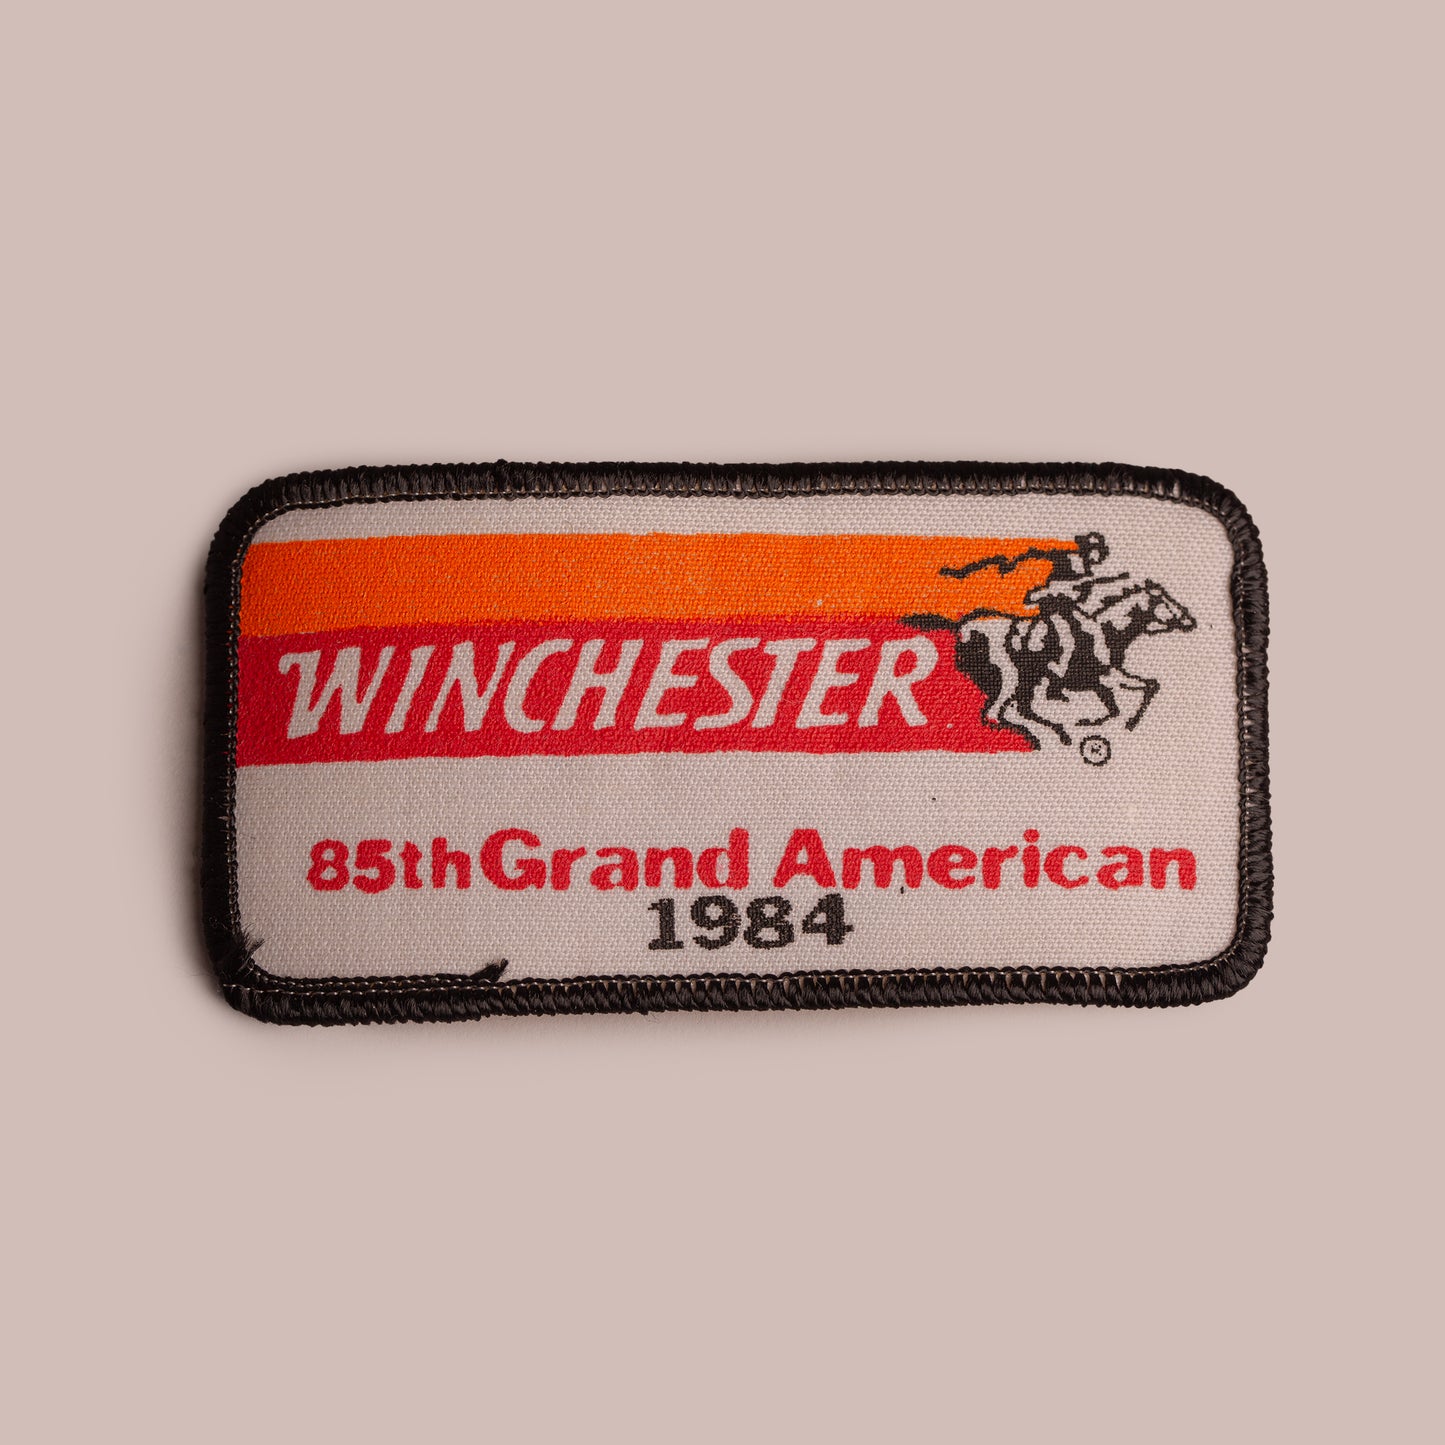 WINCHESTER
®
85th Grand American
1984